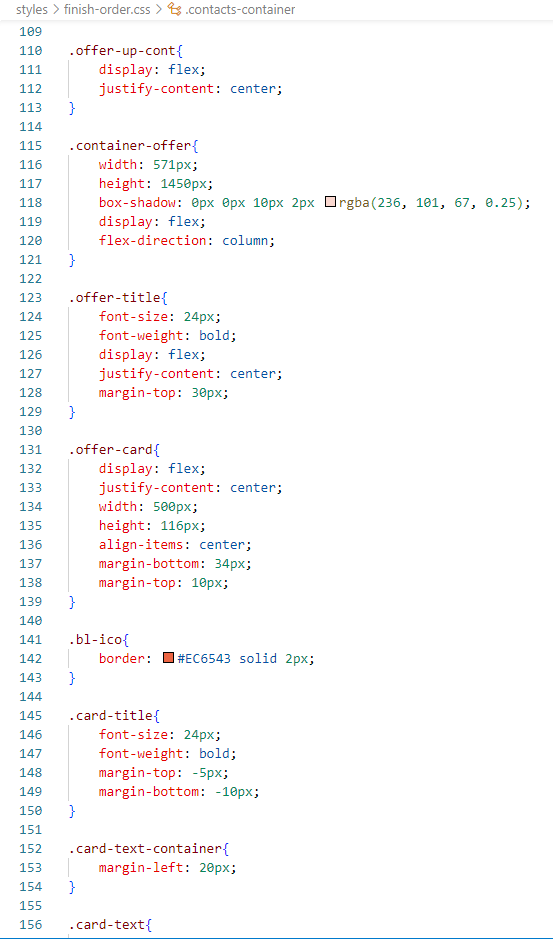 styles > finish-order.css > .contacts-container
109
110 .offer-up-cont{
111 display: flex;
112 justify-content: center;
113 }
114
115 .container-offer{
116 width: 571px;
117 height: 1450px;
118 box-shadow: 0px 0px 10px 2px rgba(236, 101, 67, 0.25);
119 display: flex;
120 flex-direction: column;
121 }
122
123 .offer-title{
124 font-size: 24px;
125 font-weight: bold;
126 display: flex;
127 justify-content: center;
128 margin-top: 30px;
129 }
130
131 .offer-card{
132 display: flex;
133 justify-content: center;
134 width: 500px;
135 height: 116px;
136 align-items: center;
137 margin-bottom: 34px;
138 margin-top: 10px;
139 }
140
141 .bl-ico{
142 border: #EC6543 solid 2px;
143 }
144
145 .card-title{
146 font-size: 24px;
147 font-weight: bold;
148 margin-top: -5px;
149 margin-bottom: -10px;
150 }
151
152 .card-text-container{
153 margin-left: 20px;
154 }
155
156 .card-text{